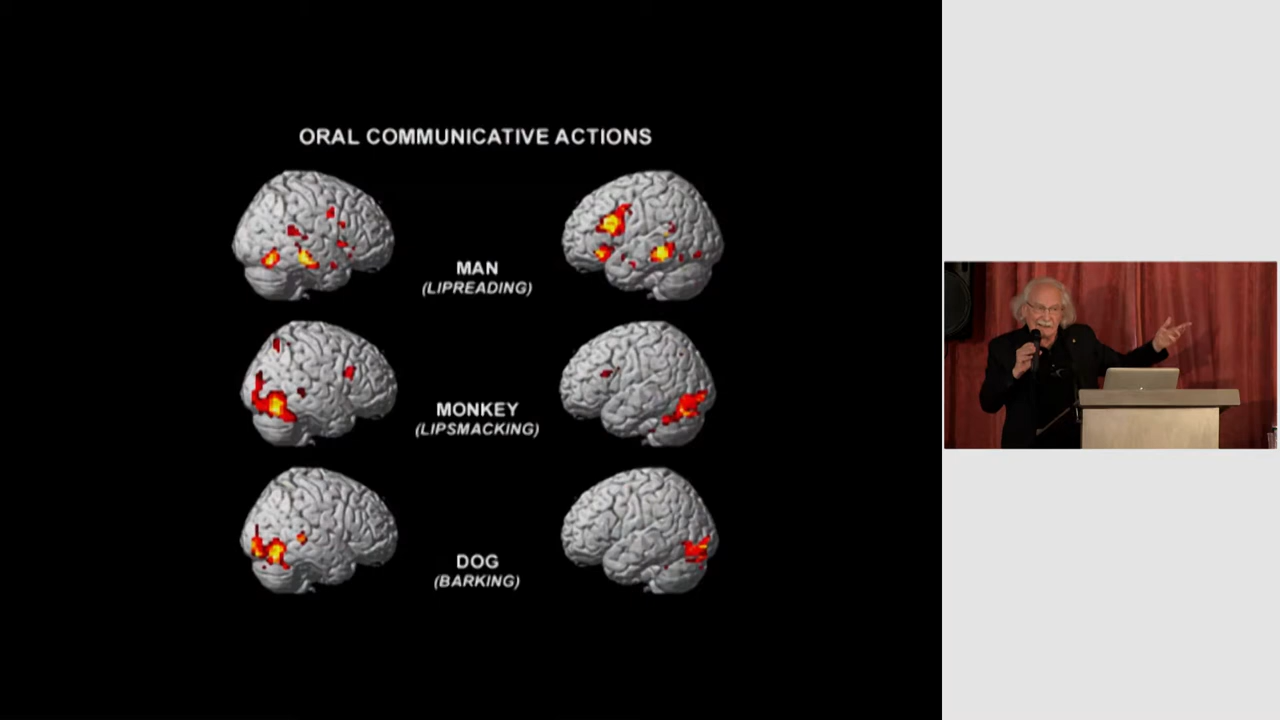 ORAL COMMUNICATIVE ACTIONS
MAN
(LIPREADING)
MONKEY
(LIPSMACKING)
DOG
(BARKING)